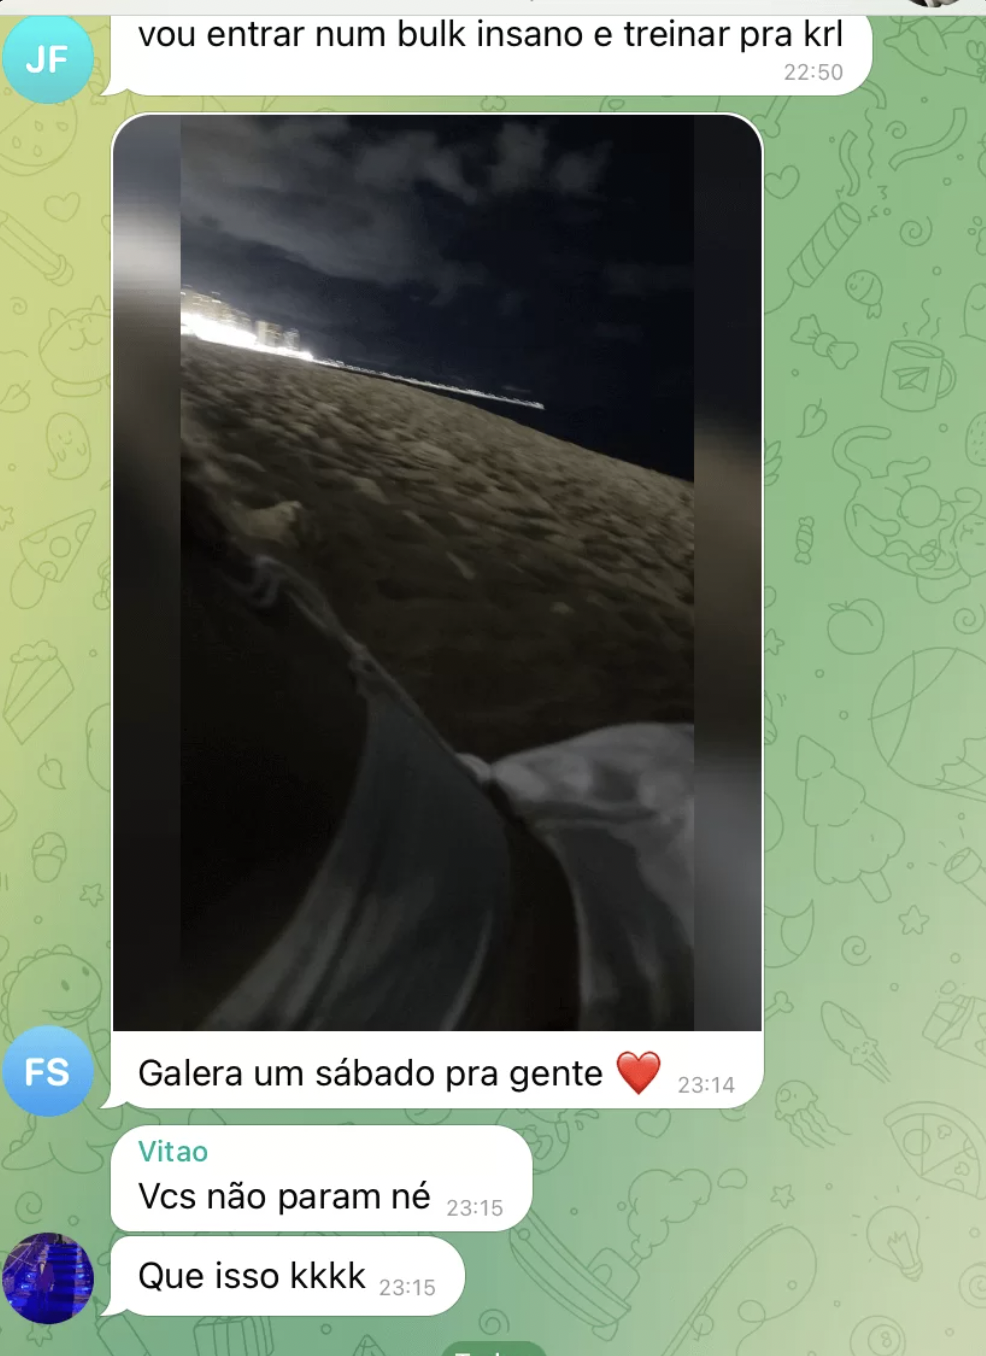 JF
vou entrar num bulk insano e treinar pra krl
22:50
FS
Galera um sábado pra gente ❤️ 23:14
Vitao
Vcs não param né 23:15
Que isso kkkk 23:15